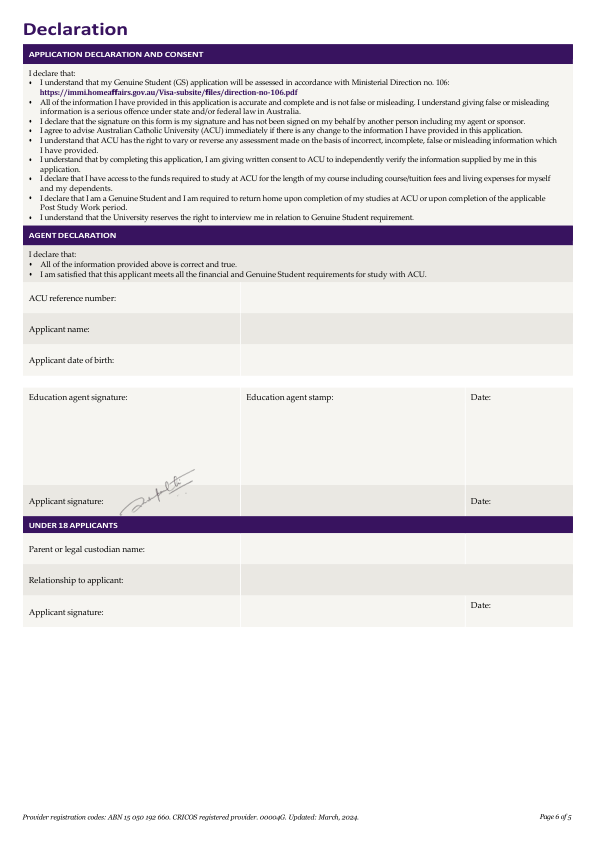 Declaration
APPLICATION DECLARATION AND CONSENT
I declare that:
• I understand that my Genuine Student (GS) application will be assessed in accordance with Ministerial Direction no. 106:
https://immi.homeaffairs.gov.au/Visa-subsite/files/direction-no-106.pdf
• All of the information I have provided in this application is accurate and complete and is not false or misleading. I understand giving false or misleading
information is a serious offence under state and/or federal law in Australia.
• I declare that the signature on this form is my signature and has not been signed on my behalf by another person including my agent or sponsor.
• I agree to advise Australian Catholic University (ACU) immediately if there is any change to the information I have provided in this application.
• I understand that ACU has the right to vary or reverse any assessment made on the basis of incorrect, incomplete, false or misleading information which
I have provided.
• I understand that by completing this application, I am giving written consent to ACU to independently verify the information supplied by me in this
application.
• I declare that I have access to the funds required to study at ACU for the length of my course including course/tuition fees and living expenses for myself
and my dependents.
• I declare that I am a Genuine Student and I am required to return home upon completion of my studies at ACU or upon completion of the applicable
Post Study Work period.
• I understand that the University reserves the right to interview me in relation to Genuine Student requirement.
AGENT DECLARATION
I declare that:
• All of the information provided above is correct and true.
• I am satisfied that this applicant meets all the financial and Genuine Student requirements for study with ACU.
ACU reference number:
Applicant name:
Applicant date of birth:
Education agent signature: Education agent stamp: Date:
Applicant signature: Date:
UNDER 18 APPLICANTS
Parent or legal custodian name:
Relationship to applicant:
Applicant signature: Date:
Provider registration codes: ABN 15 050 192 660. CRICOS registered provider. 00004G. Updated: March, 2024. Page 6 of 5